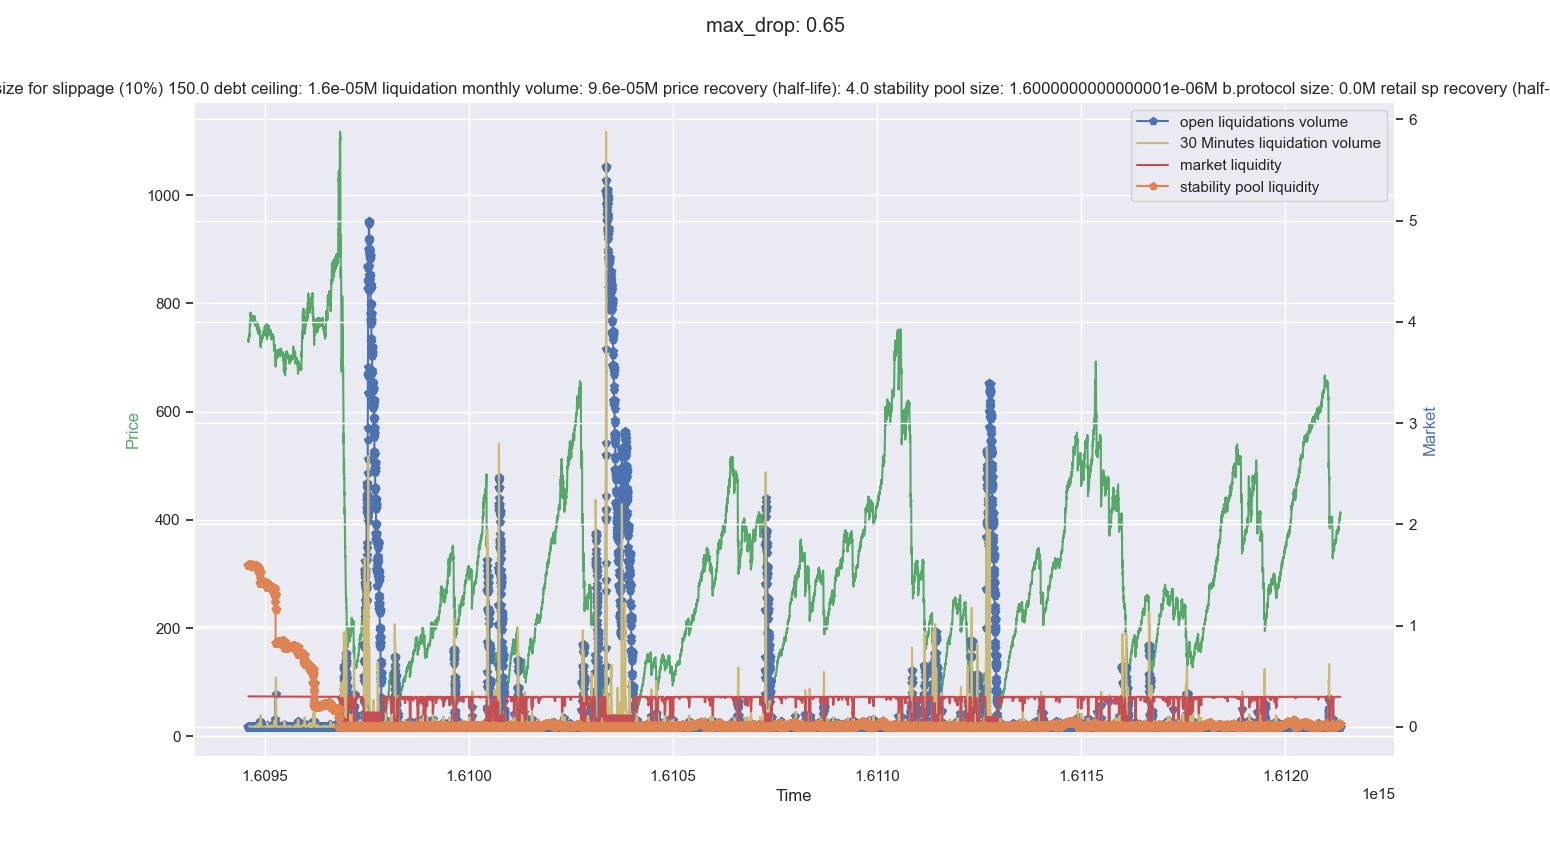 max_drop: 0.65
size for slippage (10%) 150.0 debt ceiling: 1.6e-05M liquidation monthly volume: 9.6e-05M price recovery (half-life): 4.0 stability pool size: 1.6000000000000001e-06M b.protocol size: 0.0M retail sp recovery (half-
open liquidations volume
30 Minutes liquidation volume
market liquidity
stability pool liquidity
Price
1000
800
600
400
200
0
Market
6
5
4
3
2
1
0
1.6095 1.6100 1.6105 1.6110 1.6115 1.6120
1e15
Time